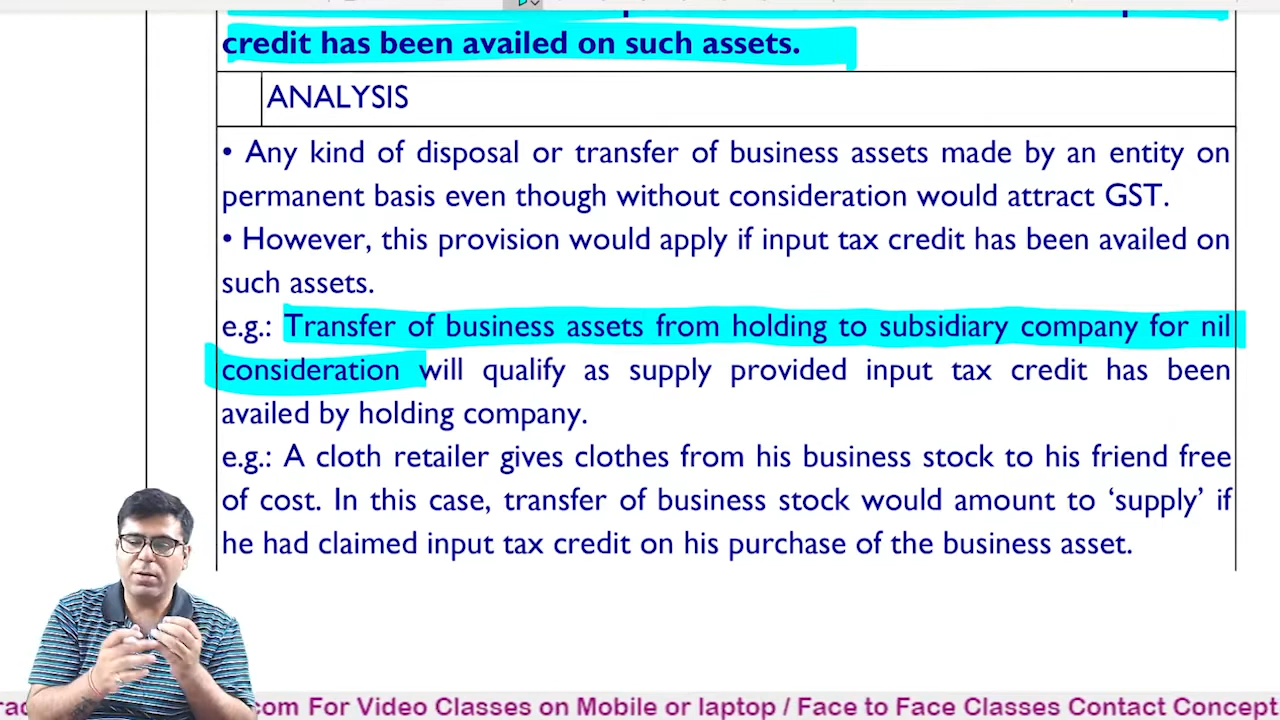 credit has been availed on such assets.
ANALYSIS
• Any kind of disposal or transfer of business assets made by an entity on
permanent basis even though without consideration would attract GST.
• However, this provision would apply if input tax credit has been availed on
such assets.
e.g.: Transfer of business assets from holding to subsidiary company for nil
consideration will qualify as supply provided input tax credit has been
availed by holding company.
e.g.: A cloth retailer gives clothes from his business stock to his friend free
of cost. In this case, transfer of business stock would amount to ‘supply’ if
he had claimed input tax credit on his purchase of the business asset.
.com For Video Classes on Mobile or laptop / Face to Face Classes Contact Concept